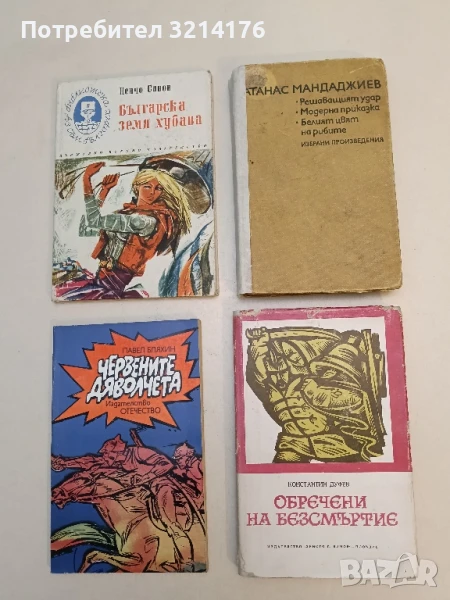 Потребител 3214176
Пенчо Славов
Българска
земя хубава
АТАНАС МАНДАДЖИЕВ
• Решаващият удар
• Модерна приказка
• Белият цвят
на рибите
ИЗБРАНИ ПРОИЗВЕДЕНИЯ
ПАВЕЛ БЛЯХИН
ЧЕРВЕНИТЕ
ДЯВОЛЧЕТА
Издателство
ОТЕЧЕСТВО
КОНСТАНТИН ДУФЕВ
ОБРЕЧЕНИ
НА БЕЗСМЪРТИЕ
BAZAR